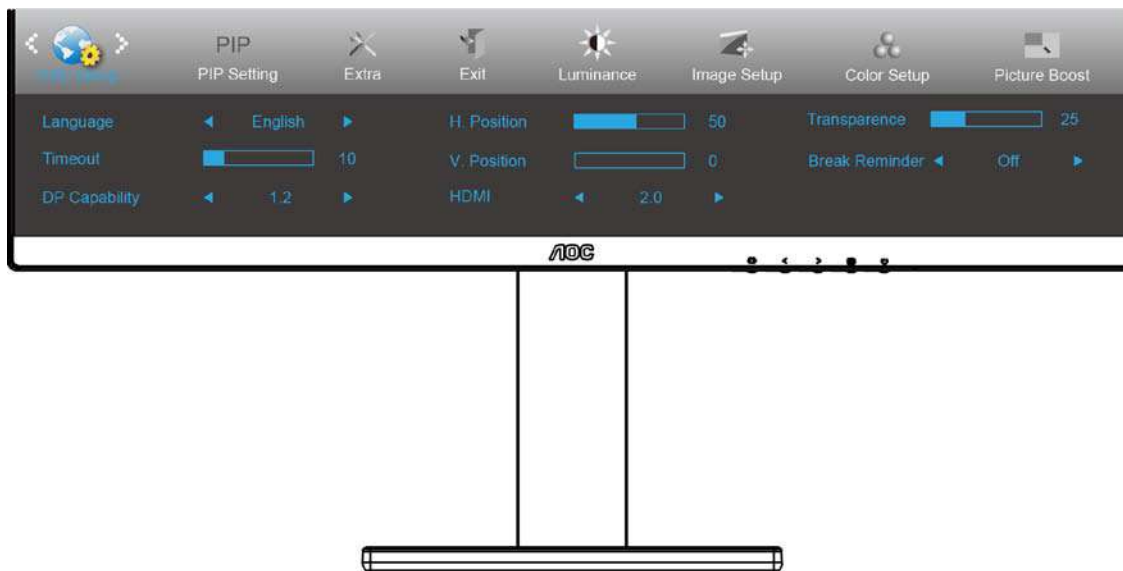 PIP
PIP Setting Extra Exit Luminance Image Setup Color Setup Picture Boost
Language English H. Position 50 Transparence 25
Timeout 10 V. Position 0 Break Reminder Off
DP Capability 1.2 HDMI 2.0
AOC